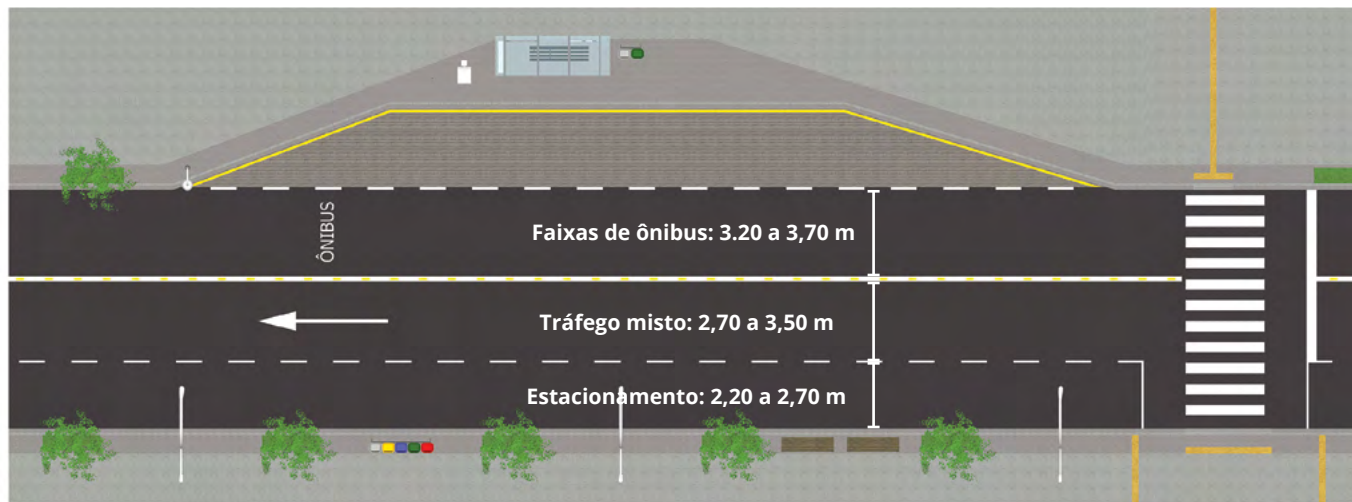 ÔNIBUS
Faixas de ônibus: 3.20 a 3,70 m
Tráfego misto: 2,70 a 3,50 m
Estacionamento: 2,20 a 2,70 m